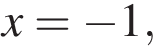 x = −1,